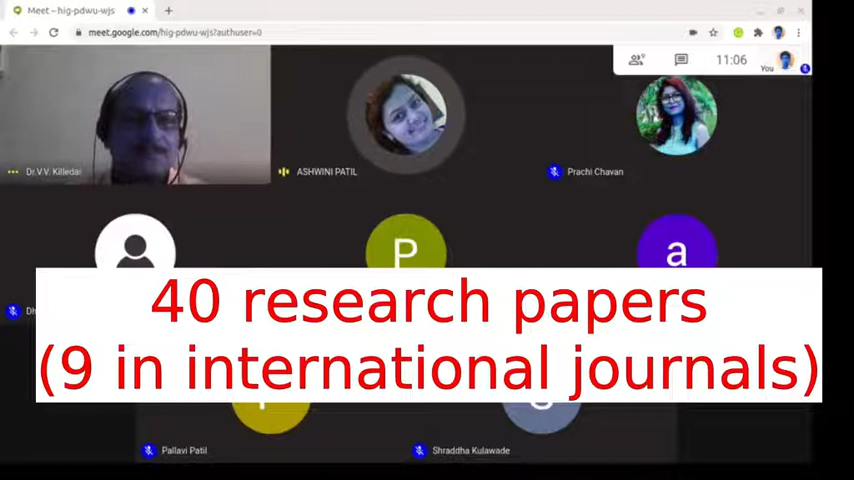 Meet – hig-pdwu-wjs
meet.google.com/hig-pdwu-wjs?authuser=0
11:06
You
Dr.V.V. Killedar
ASHWINI PATIL
Prachi Chavan
P
a
40 research papers
(9 in international journals)
Pallavi Patil
Shraddha Kulawade